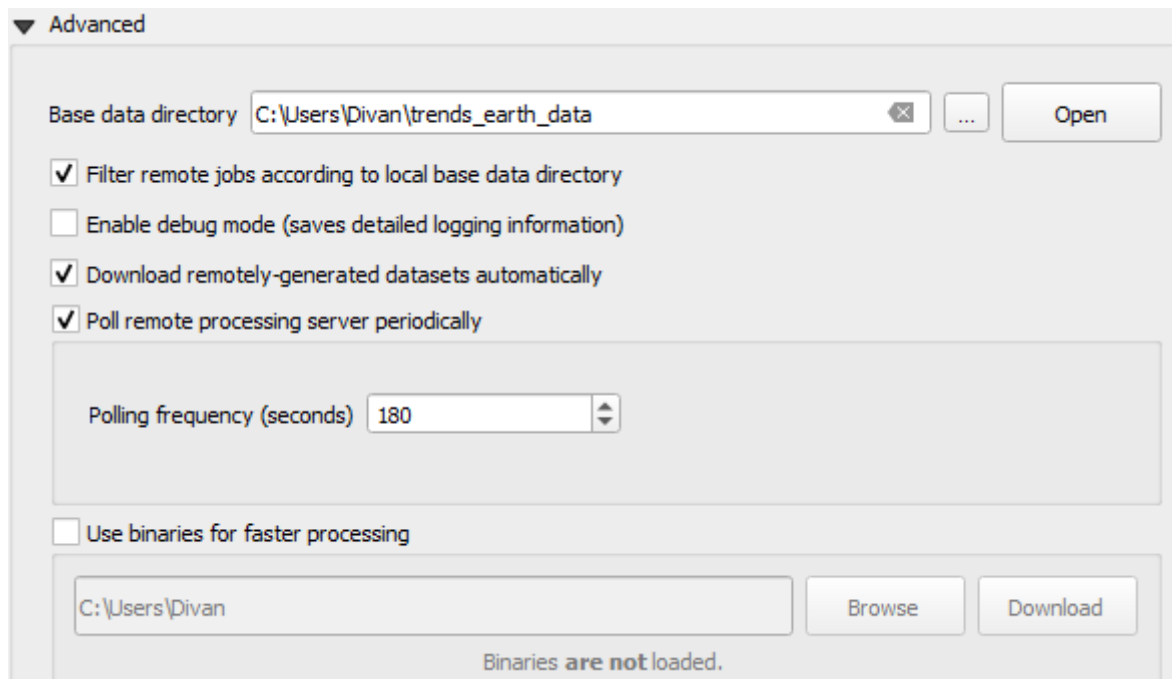 Advanced
Base data directory C:\Users\Divan\trends_earth_data ... Open
Filter remote jobs according to local base data directory
Enable debug mode (saves detailed logging information)
Download remotely-generated datasets automatically
Poll remote processing server periodically
Polling frequency (seconds) 180
Use binaries for faster processing
C:\Users\Divan Browse Download
Binaries are not loaded.